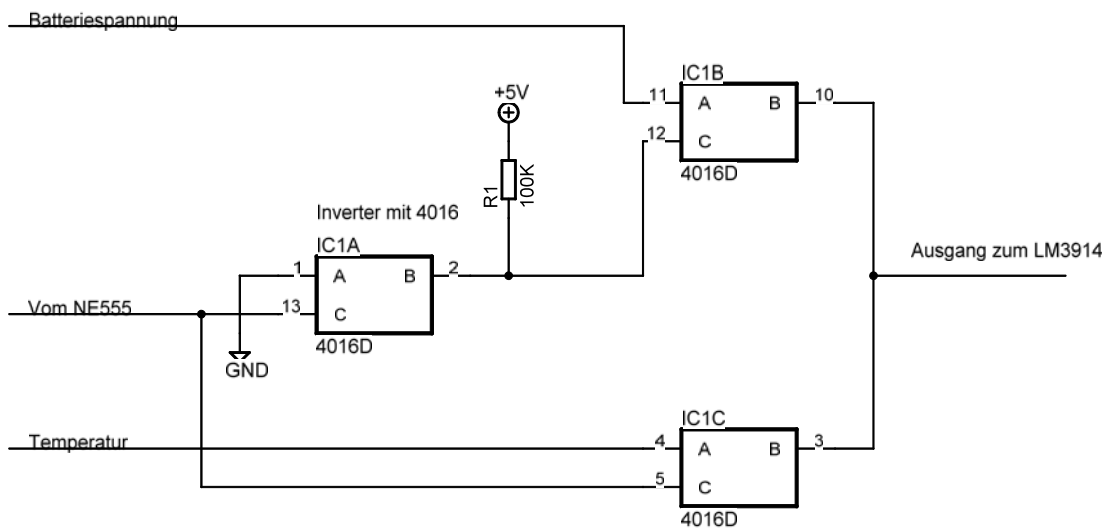 Batteriespannung
IC1B
+5V
11
A
B
10
12
C
4016D
R1
100K
Inverter mit 4016
IC1A
Ausgang zum LM3914
1
A
B
2
Vom NE555
13
C
4016D
GND
IC1C
Temperatur
4
A
B
3
5
C
4016D